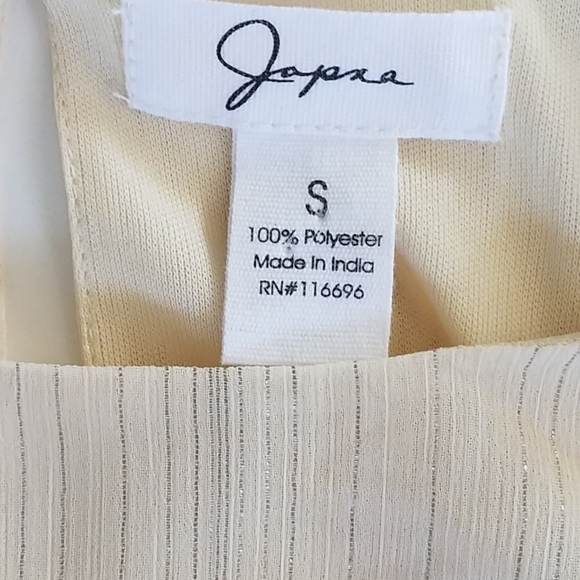 Japna
S
100% Polyester
Made In India
RN#116696